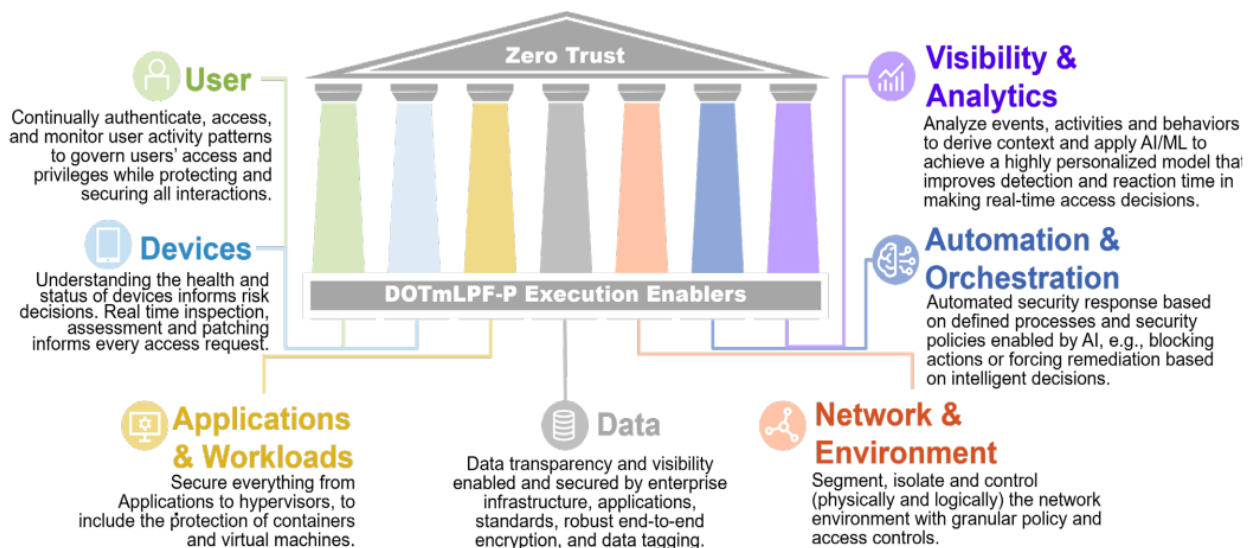 Zero Trust
DOTmLPF-P Execution Enablers
User
Continually authenticate, access,
and monitor user activity patterns
to govern users' access and
privileges while protecting and
securing all interactions.
Devices
Understanding the health and
status of devices informs risk
decisions. Real time inspection,
assessment and patching
informs every access request.
Applications
& Workloads
Secure everything from
Applications to hypervisors, to
include the protection of containers
and virtual machines.
Data
Data transparency and visibility
enabled and secured by enterprise
infrastructure, applications,
standards, robust end-to-end
encryption, and data tagging.
Network &
Environment
Segment, isolate and control
(physically and logically) the network
environment with granular policy and
access controls.
Automation &
Orchestration
Automated security response based
on defined processes and security
policies enabled by AI, e.g., blocking
actions or forcing remediation based
on intelligent decisions.
Visibility &
Analytics
Analyze events, activities and behaviors
to derive context and apply AI/ML to
achieve a highly personalized model that
improves detection and reaction time in
making real-time access decisions.